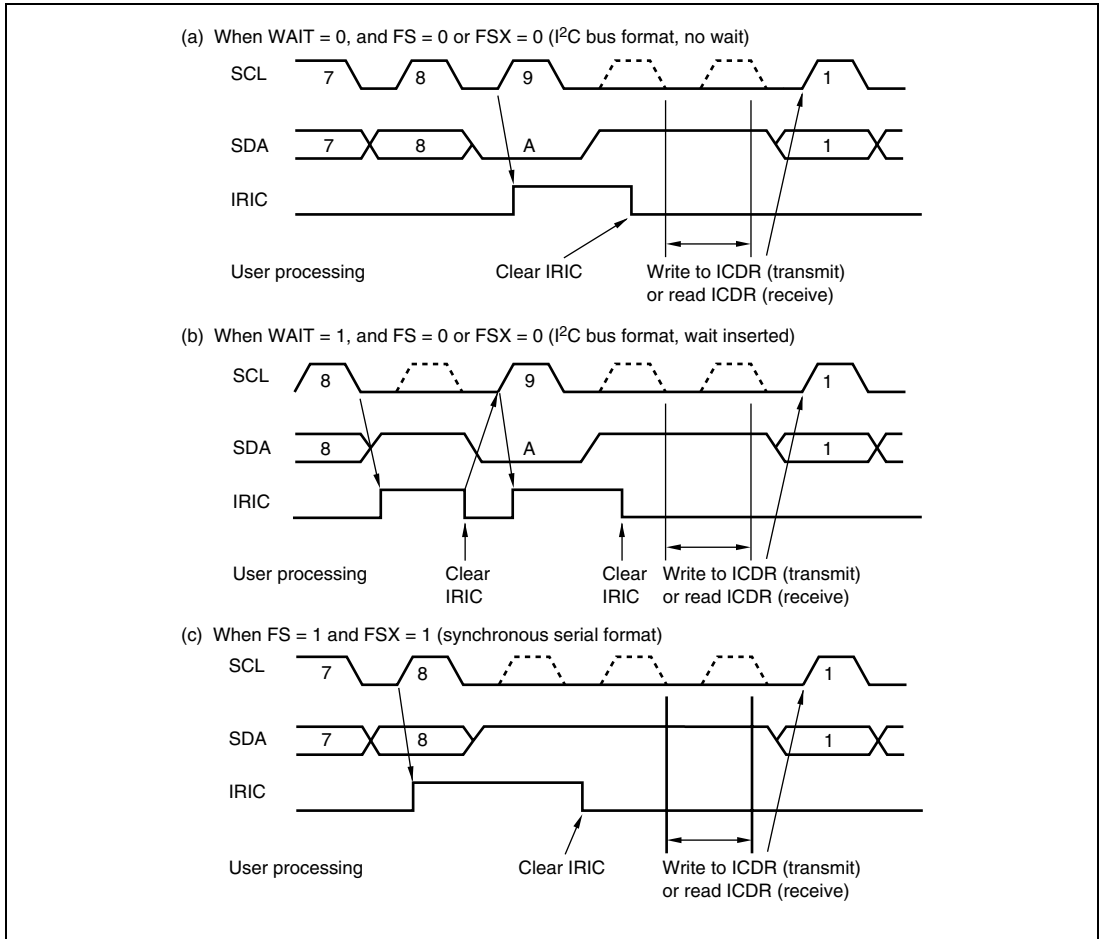 (a) When WAIT = 0, and FS = 0 or FSX = 0 (I²C bus format, no wait)
SCL 7 8 9 1
SDA 7 8 A 1
IRIC
User processing Clear IRIC Write to ICDR (transmit)
or read ICDR (receive)
(b) When WAIT = 1, and FS = 0 or FSX = 0 (I²C bus format, wait inserted)
SCL 8 9 1
SDA 8 A 1
IRIC
User processing Clear Clear Write to ICDR (transmit)
IRIC IRIC or read ICDR (receive)
(c) When FS = 1 and FSX = 1 (synchronous serial format)
SCL 7 8 1
SDA 7 8 1
IRIC
User processing Clear IRIC Write to ICDR (transmit)
or read ICDR (receive)